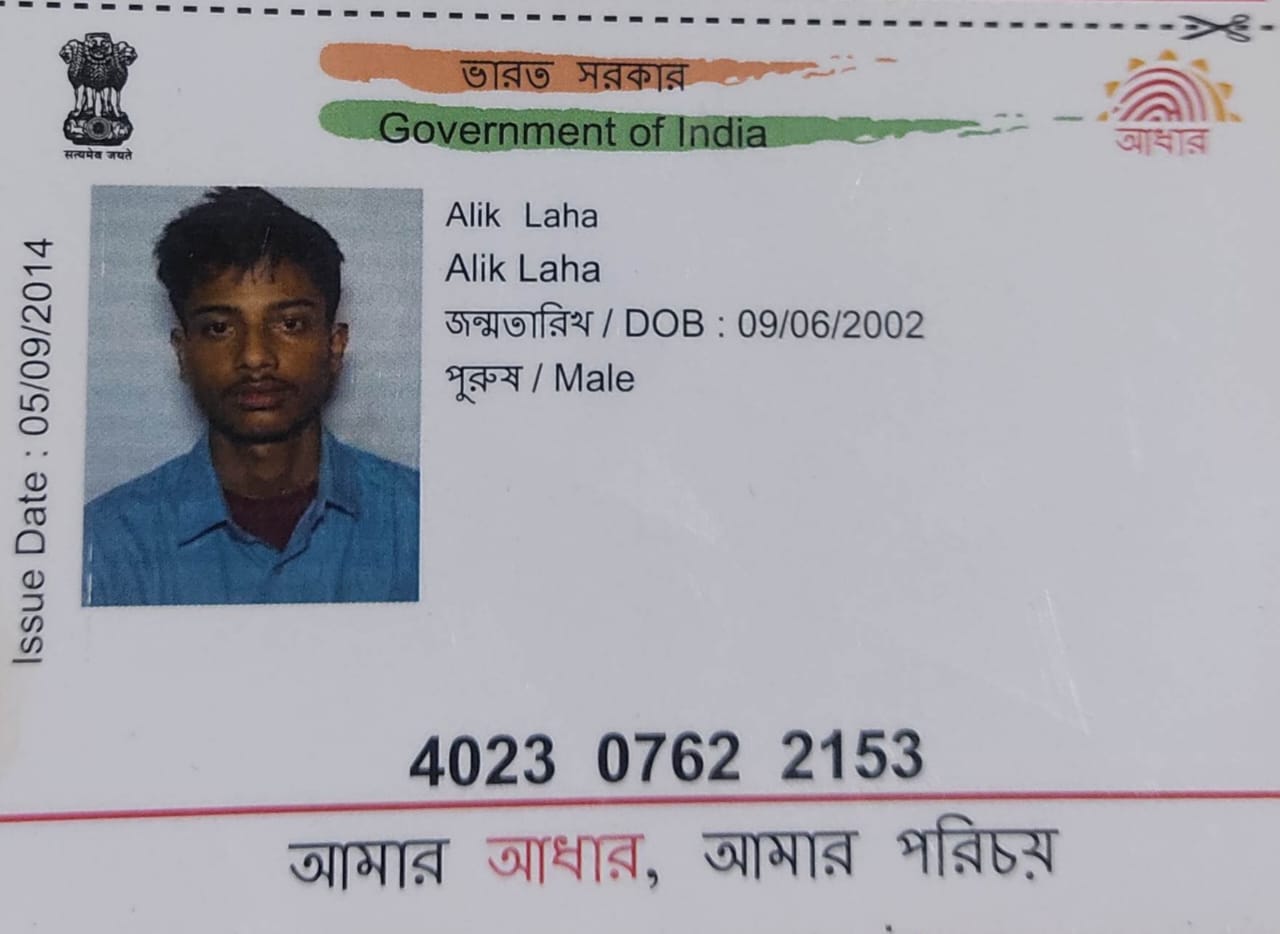 ভারত সরকার
Government of India
আধার
सत्यमेव जयते
Issue Date : 05/09/2014
Alik Laha
Alik Laha
জন্মতারিখ / DOB : 09/06/2002
পুরুষ / Male
4023 0762 2153
আমার আধার, আমার পরিচয়